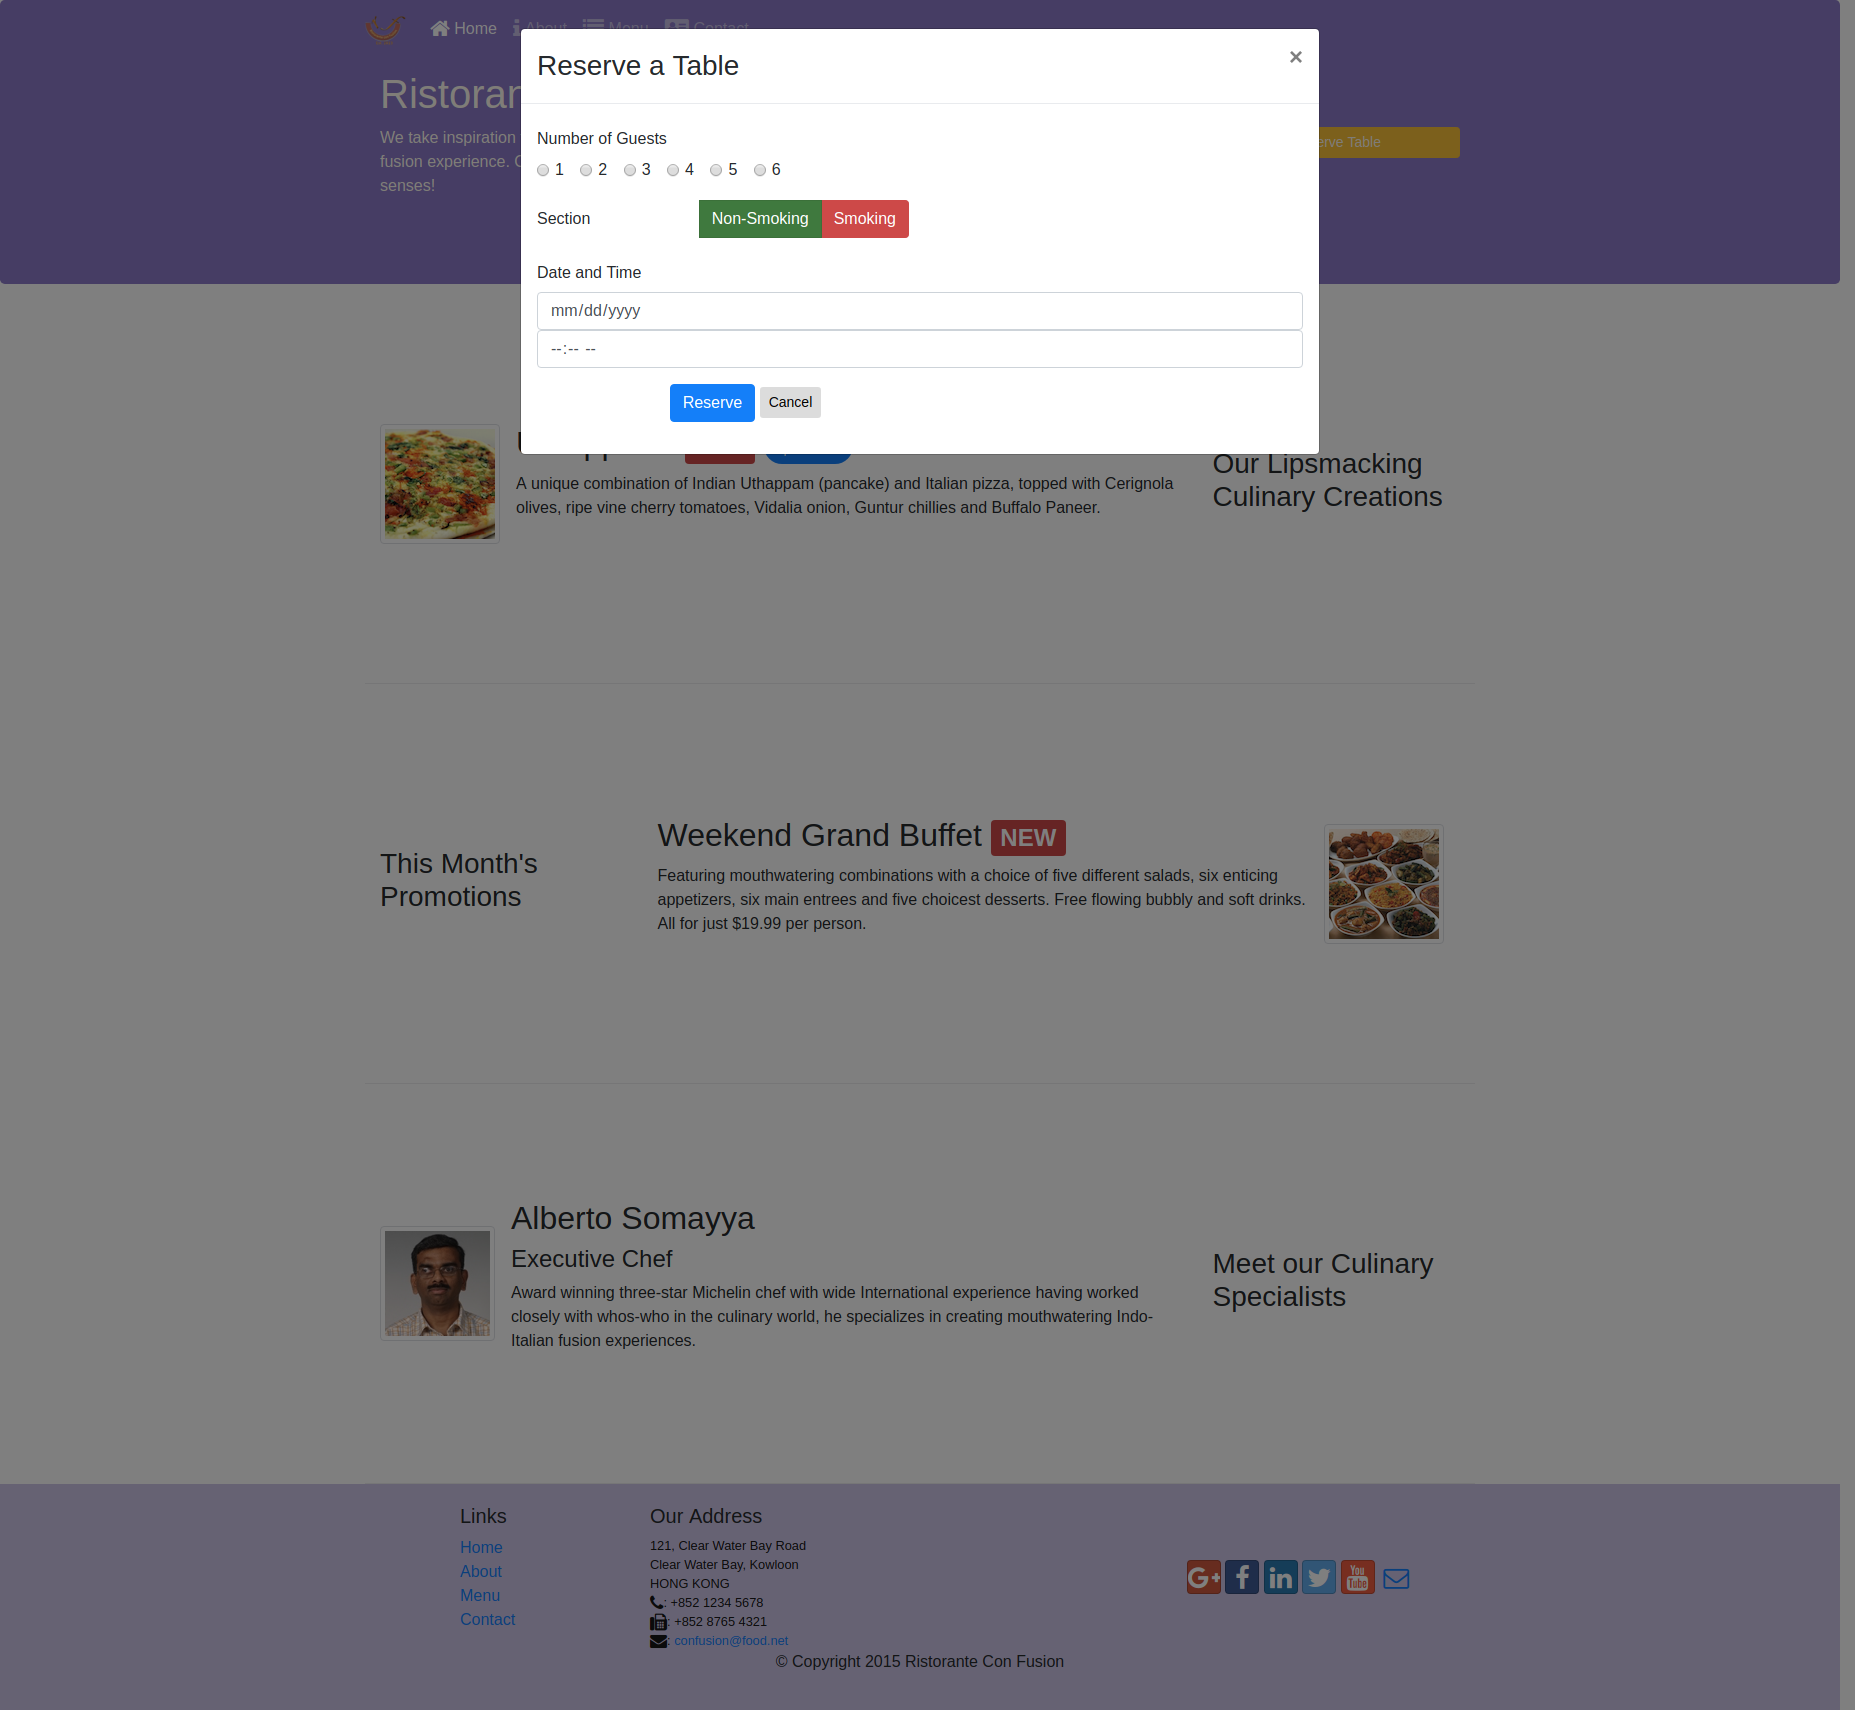 Home About Menu Contact
Reserve a Table ×
Ristoran
Number of Guests
We take inspiration
fusion experience.
senses!
1 2 3 4 5 6
erve Table
Section Non-Smoking Smoking
Date and Time
mm/dd/yyyy
--:-- --
Reserve Cancel
A unique combination of Indian Uthappam (pancake) and Italian pizza, topped with Cerignola
olives, ripe vine cherry tomatoes, Vidalia onion, Guntur chillies and Buffalo Paneer.
Our Lipsmacking
Culinary Creations
This Month's
Promotions
Weekend Grand Buffet NEW
Featuring mouthwatering combinations with a choice of five different salads, six enticing
appetizers, six main entrees and five choicest desserts. Free flowing bubbly and soft drinks.
All for just $19.99 per person.
Alberto Somayya
Executive Chef
Award winning three-star Michelin chef with wide International experience having worked
closely with whos-who in the culinary world, he specializes in creating mouthwatering Indo-
Italian fusion experiences.
Meet our Culinary
Specialists
Links
Home
About
Menu
Contact
Our Address
121, Clear Water Bay Road
Clear Water Bay, Kowloon
HONG KONG
: +852 1234 5678
: +852 8765 4321
: confusion@food.net
G+ f in You Tube
© Copyright 2015 Ristorante Con Fusion